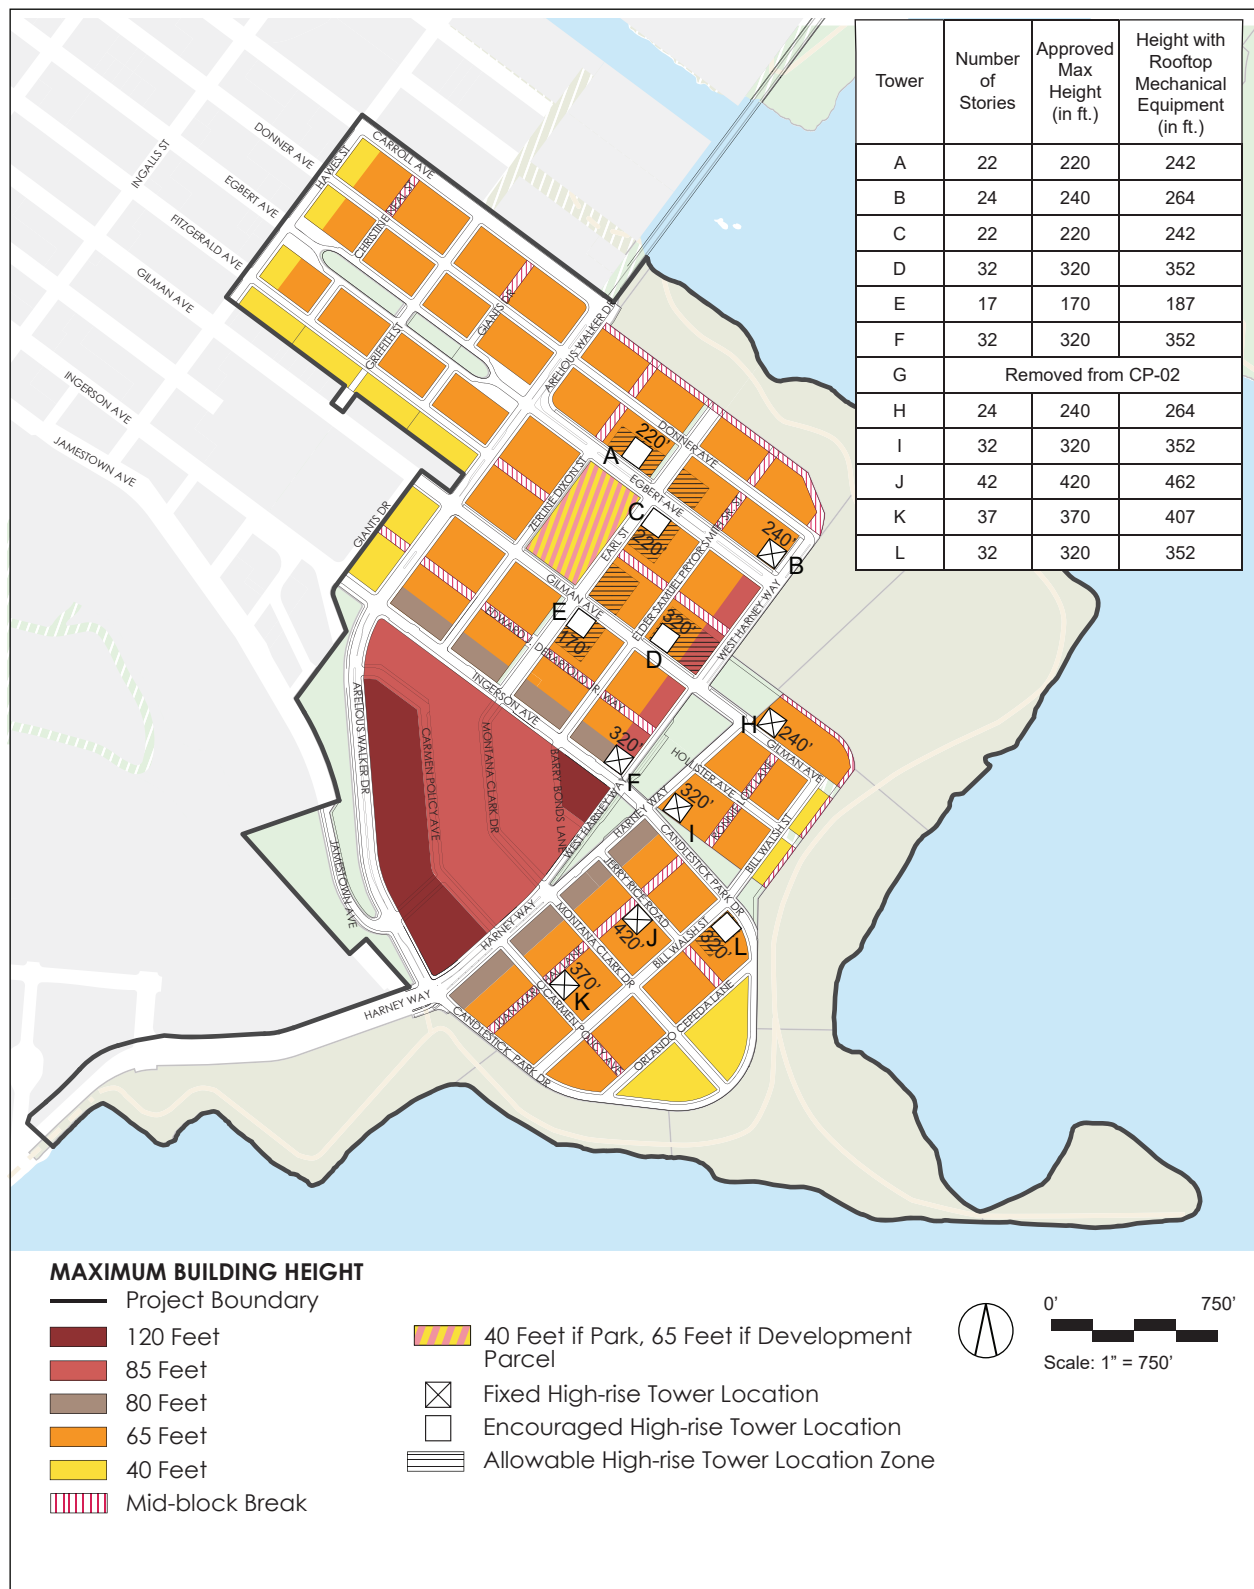 Tower
Number of Stories
Approved Max Height (in ft.)
Height with Rooftop Mechanical Equipment (in ft.)
A 22 220 242
B 24 240 264
C 22 220 242
D 32 320 352
E 17 170 187
F 32 320 352
G Removed from CP-02
H 24 240 264
I 32 320 352
J 42 420 462
K 37 370 407
L 32 320 352
INGALLS ST
DONNER AVE
EGBERT AVE
FITZGERALD AVE
GILMAN AVE
INGERSON AVE
JAMESTOWN AVE
HAWES ST
CARROLL AVE
GRIFFITH ST
GIANTS DR
ARELIOUS WALKER DR
DONNER AVE
EGBERT AVE
ZERLINE DIXON ST
EARL ST
GILMAN AVE
ELDER SAMUEL PRYOR SMITH SR. ST
WEST HARNEY WAY
GIANTS DR
INGERSON AVE
ARELIOUS WALKER DR
CARMEN POLICY AVE
MONTANA CLARK DR
BARRY BONDS LANE
WEST HARNEY WAY
JAMESTOWN AVE
HARNEY WAY
HARNEY WAY
HARNEY WAY
HOLLISTER AVE
GILMAN AVE
BILL WALSH ST
CANDLESTICK PARK DR
JERRY RICE ROAD
MONTANA CLARK DR
BILL WALSH ST
CARMEN POLICY AVE
ORLANDO CEPEDA LANE
CANDLESTICK PARK DR
A 220'
B 240'
C 220'
D 320'
E 170'
F 320'
H 240'
I 320'
J 420'
K 370'
L 320'
MAXIMUM BUILDING HEIGHT
Project Boundary
120 Feet
85 Feet
80 Feet
65 Feet
40 Feet
Mid-block Break
40 Feet if Park, 65 Feet if Development
Parcel
Fixed High-rise Tower Location
Encouraged High-rise Tower Location
Allowable High-rise Tower Location Zone
0' 750'
Scale: 1" = 750'